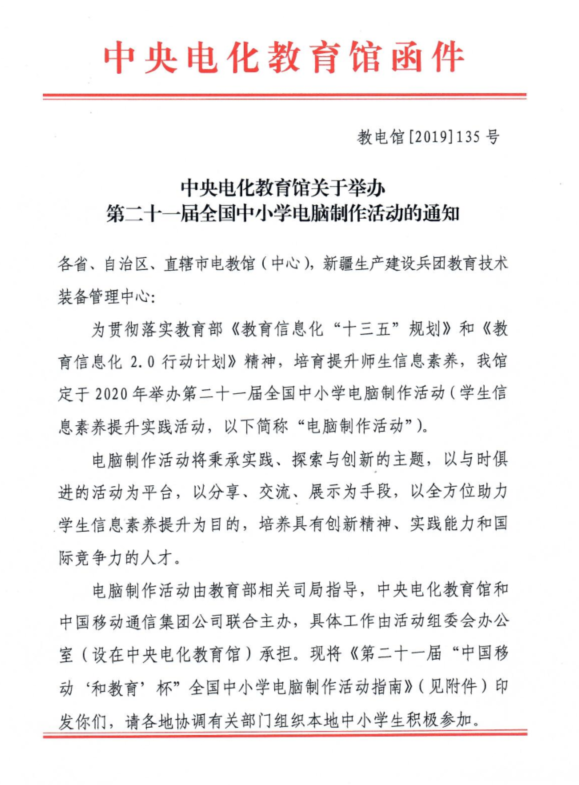 中央电化教育馆函件
教电馆[2019]135号
中央电化教育馆关于举办
第二十一届全国中小学电脑制作活动的通知
各省、自治区、直辖市电教馆(中心),新疆生产建设兵团教育技术
装备管理中心:
为贯彻落实教育部《教育信息化“十三五”规划》和《教
育信息化 2.0 行动计划》精神,培育提升师生信息素养,我馆
定于 2020 年举办第二十一届全国中小学电脑制作活动(学生信
息素养提升实践活动,以下简称“电脑制作活动”)。
电脑制作活动将秉承实践、探索与创新的主题,以与时俱
进的活动为平台,以分享、交流、展示为手段,以全方位助力
学生信息素养提升为目的,培养具有创新精神、实践能力和国
际竞争力的人才。
电脑制作活动由教育部相关司局指导,中央电化教育馆和
中国移动通信集团公司联合主办,具体工作由活动组委会办公
室(设在中央电化教育馆)承担。现将《第二十一届“中国移
动‘和教育’杯”全国中小学电脑制作活动指南》(见附件)印
发你们,请各地协调有关部门组织本地中小学生积极参加。